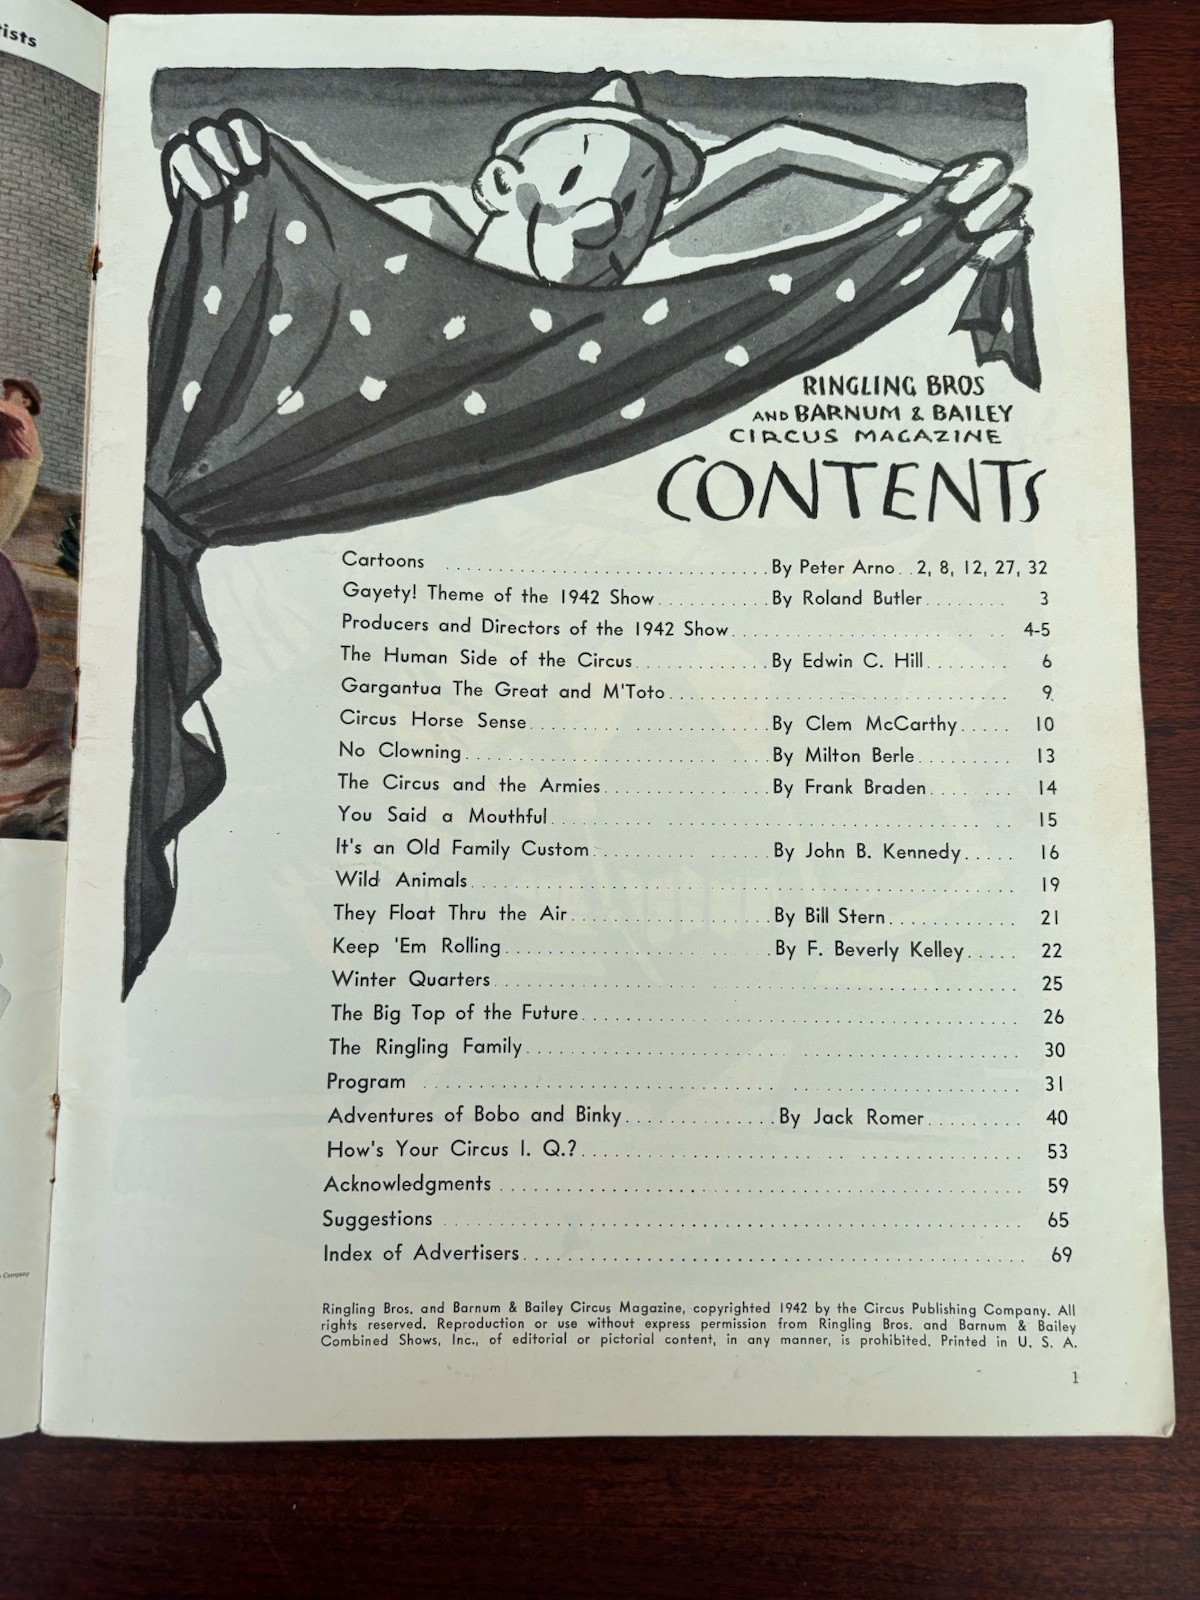 ists
RINGLING BROS
AND BARNUM & BAILEY
CIRCUS MAGAZINE
CONTENTS
Cartoons By Peter Arno 2, 8, 12, 27, 32
Gayety! Theme of the 1942 Show By Roland Butler 3
Producers and Directors of the 1942 Show 4-5
The Human Side of the Circus By Edwin C. Hill 6
Gargantua The Great and M'Toto 9
Circus Horse Sense By Clem McCarthy 10
No Clowning By Milton Berle 13
The Circus and the Armies By Frank Braden 14
You Said a Mouthful 15
It's an Old Family Custom By John B. Kennedy 16
Wild Animals 19
They Float Thru the Air By Bill Stern 21
Keep 'Em Rolling By F. Beverly Kelley 22
Winter Quarters 25
The Big Top of the Future 26
The Ringling Family 30
Program 31
Adventures of Bobo and Binky By Jack Romer 40
How's Your Circus I. Q.? 53
Acknowledgments 59
Suggestions 65
Index of Advertisers 69
Company
Ringling Bros. and Barnum & Bailey Circus Magazine, copyrighted 1942 by the Circus Publishing Company. All
rights reserved. Reproduction or use without express permission from Ringling Bros. and Barnum & Bailey
Combined Shows, Inc., of editorial or pictorial content, in any manner, is prohibited. Printed in U. S. A.
1